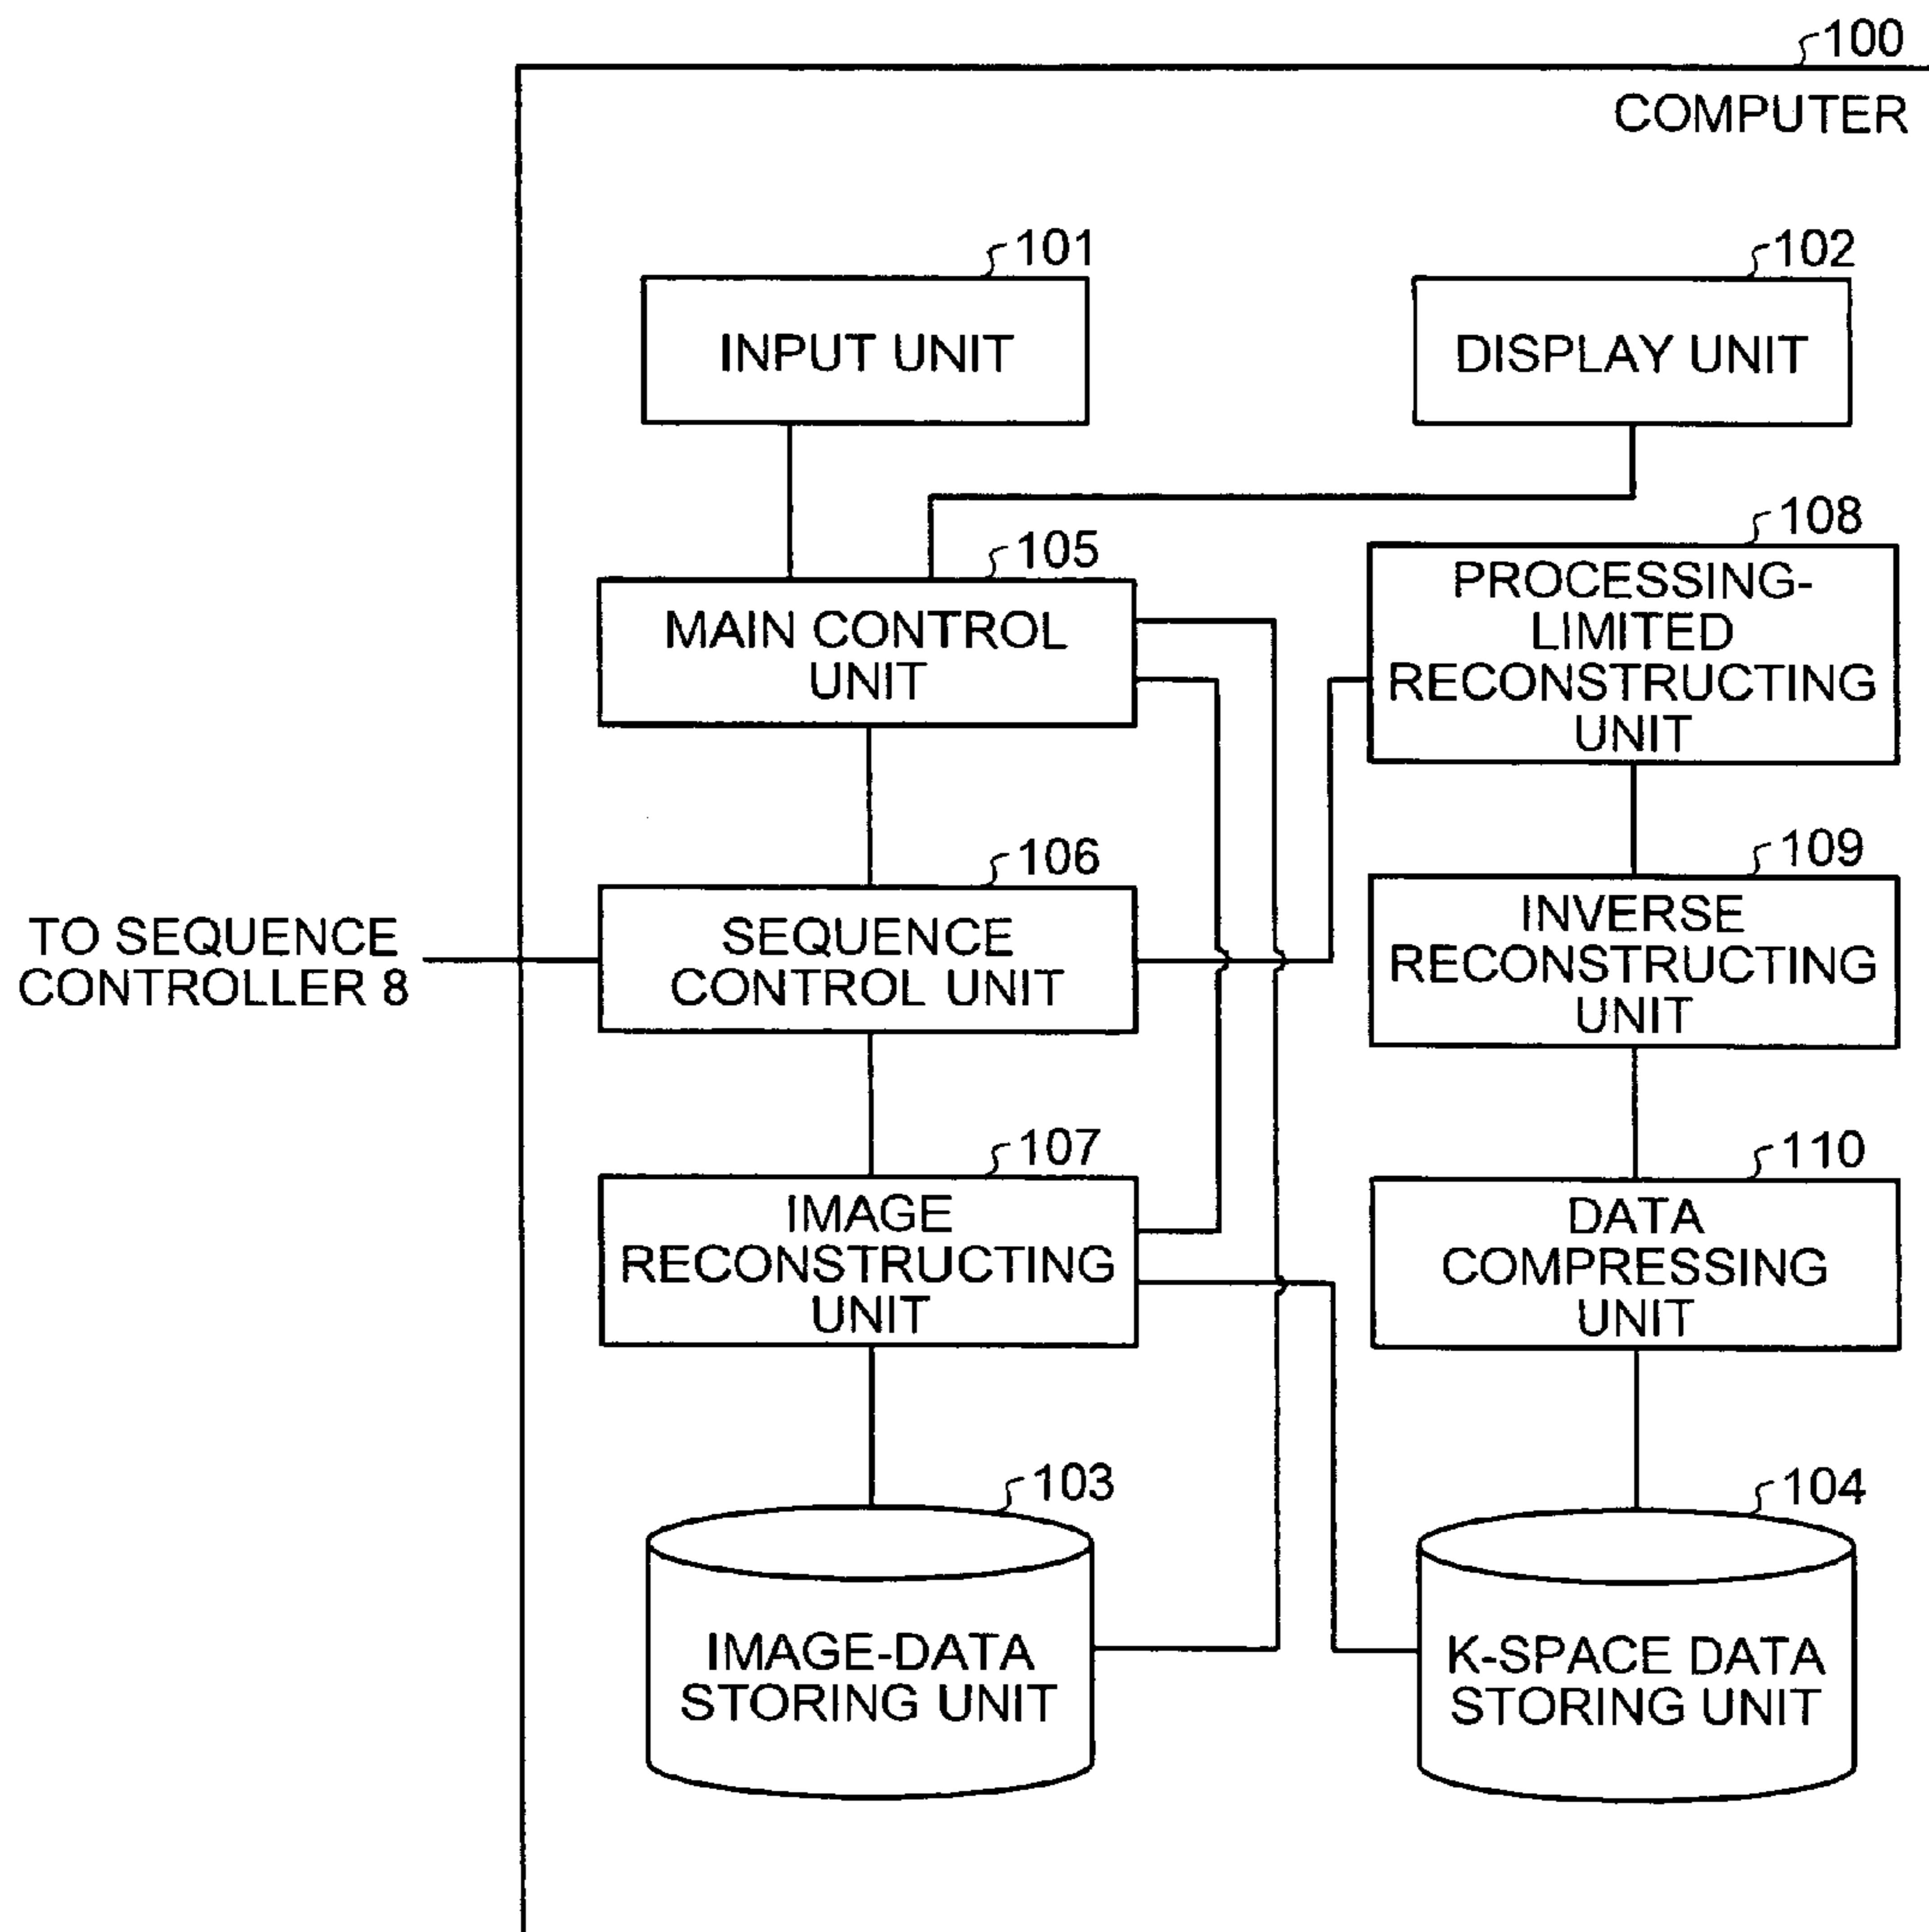 100
COMPUTER
101
INPUT UNIT
102
DISPLAY UNIT
105
MAIN CONTROL
UNIT
108
PROCESSING-
LIMITED
RECONSTRUCTING
UNIT
106
SEQUENCE
CONTROL UNIT
TO SEQUENCE
CONTROLLER 8
109
INVERSE
RECONSTRUCTING
UNIT
107
IMAGE
RECONSTRUCTING
UNIT
110
DATA
COMPRESSING
UNIT
103
IMAGE-DATA
STORING UNIT
104
K-SPACE DATA
STORING UNIT